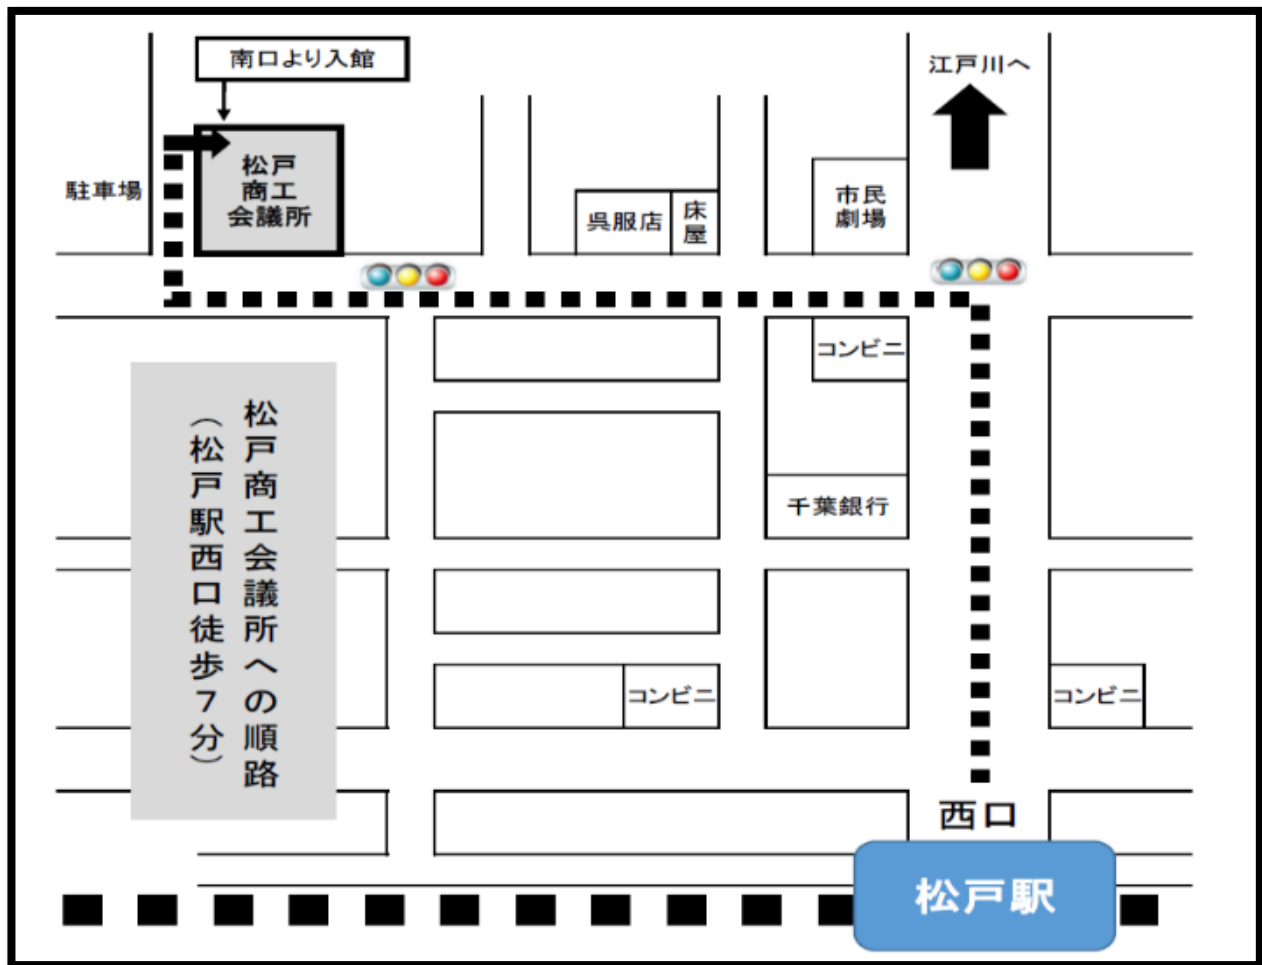 南口より入館
江戸川へ
松戸
商工
会議所
駐車場
呉服店
床
屋
市民
劇場
コンビニ
松戸商工会議所への順路
（松戸駅西口徒歩７分）
千葉銀行
コンビニ
コンビニ
西口
松戸駅